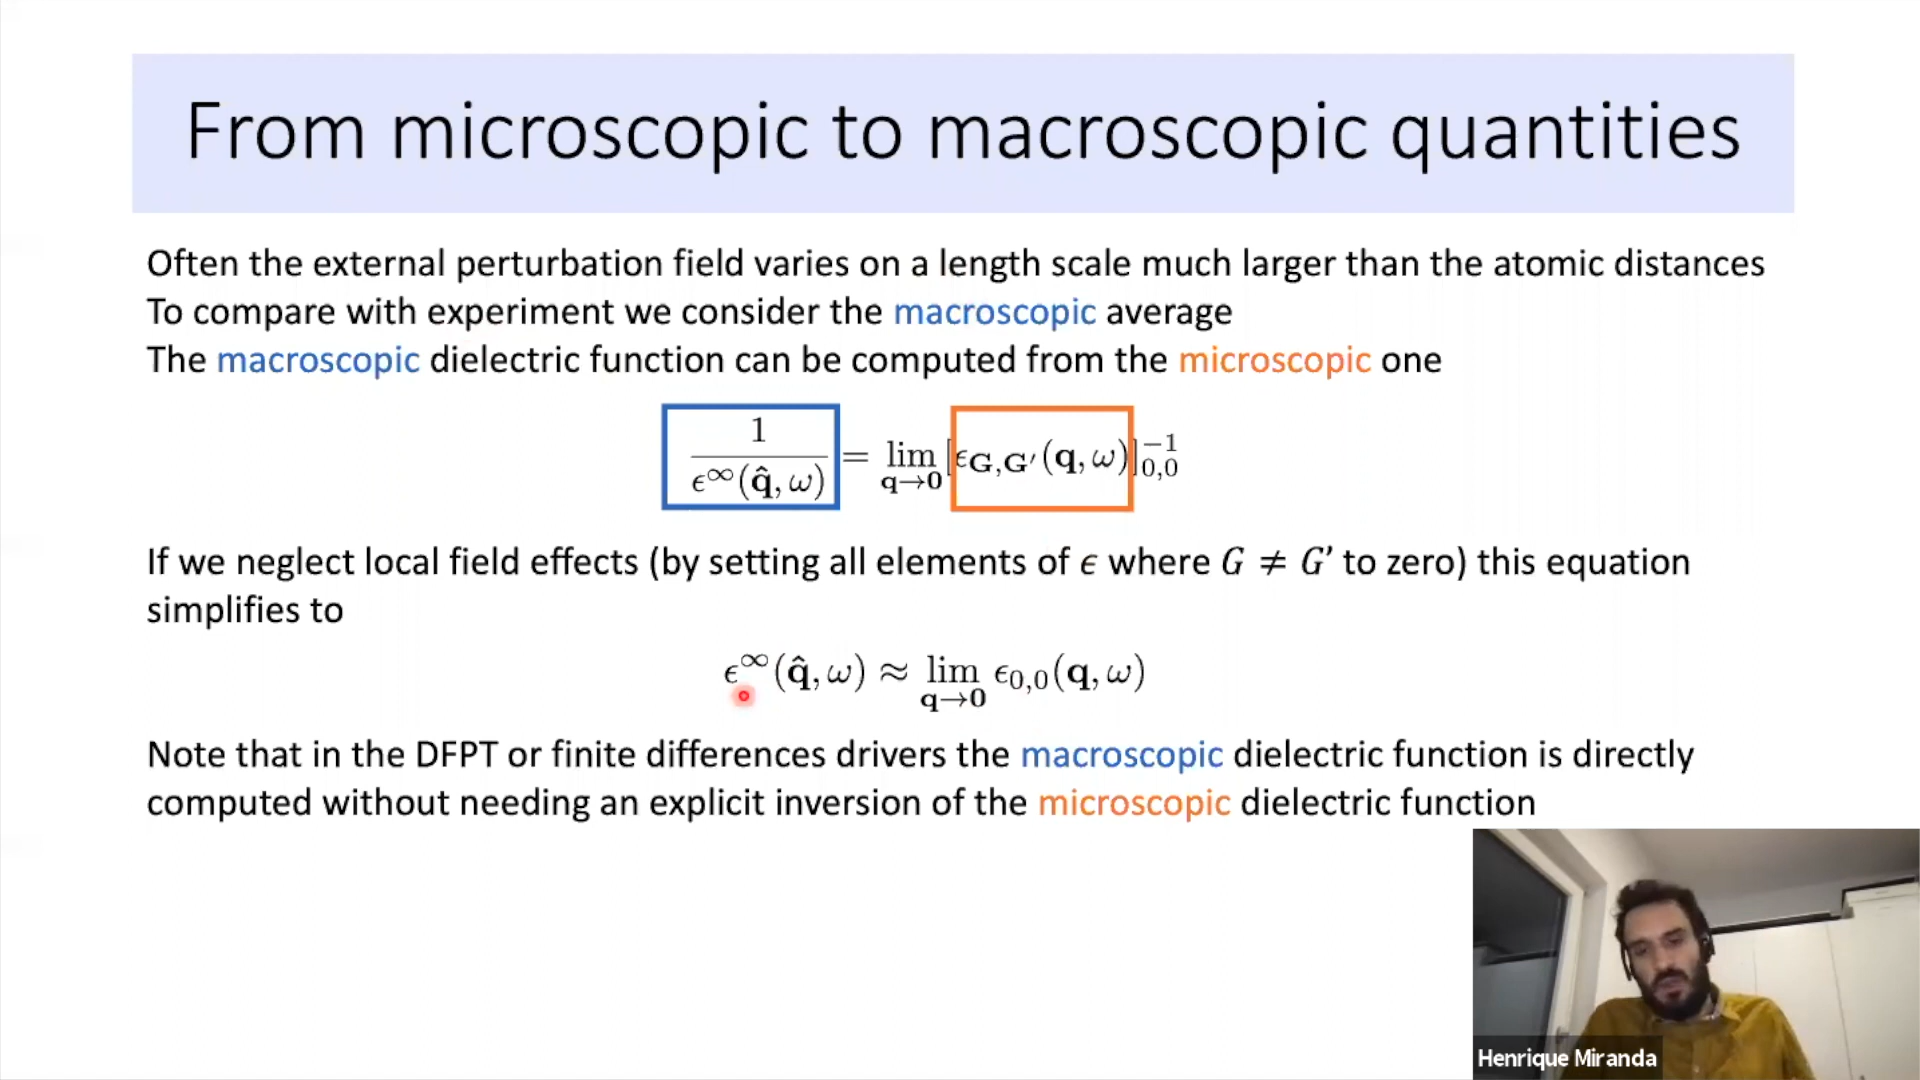 From microscopic to macroscopic quantities
Often the external perturbation field varies on a length scale much larger than the atomic distances
To compare with experiment we consider the macroscopic average
The macroscopic dielectric function can be computed from the microscopic one
1/ϵ^∞(q̂, ω) = lim_{q→0} [ϵ_{G,G′}(q, ω)]^{−1}_{0,0}
If we neglect local field effects (by setting all elements of ϵ where G ≠ G’ to zero) this equation
simplifies to
ϵ^∞(q̂, ω) ≈ lim_{q→0} ϵ_{0,0}(q, ω)
Note that in the DFPT or finite differences drivers the macroscopic dielectric function is directly
computed without needing an explicit inversion of the microscopic dielectric function
Henrique Miranda